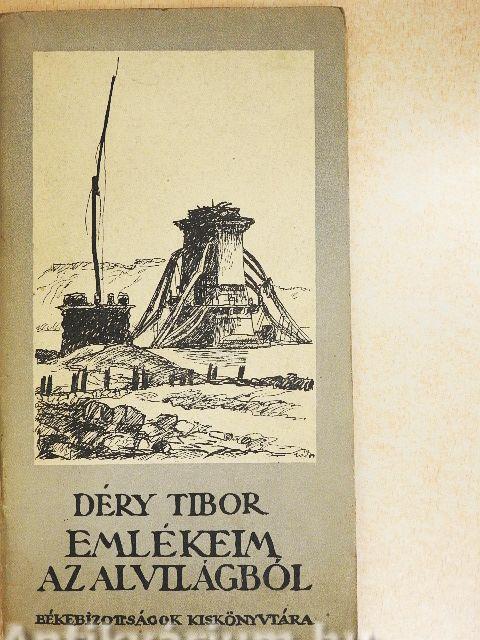 DÉRY TIBOR
EMLÉKEIM
AZ ALVILÁGBÓL
BÉKEBIZOTTSÁGOK KISKÖNYVTÁRA